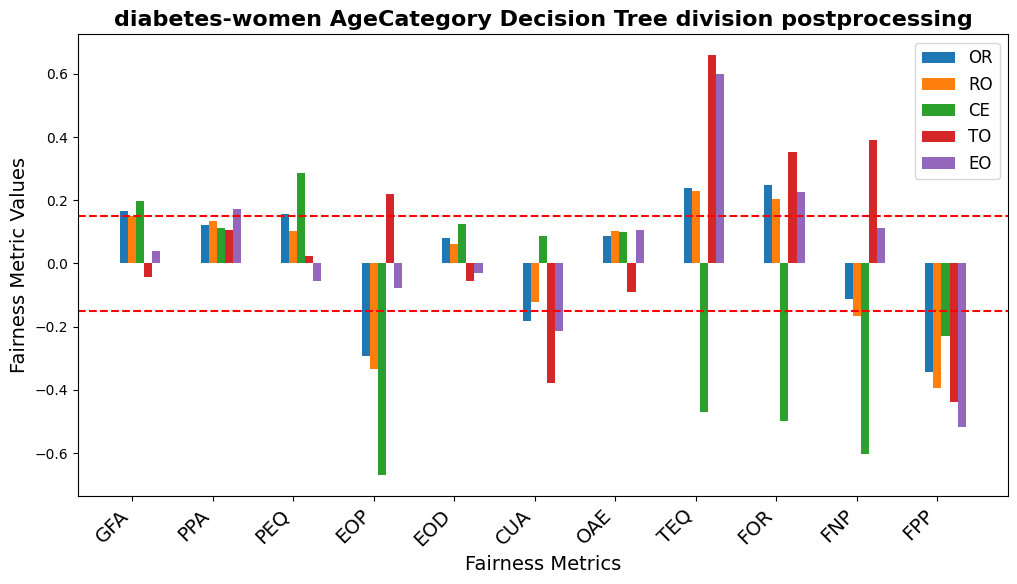 diabetes-women AgeCategory Decision Tree division postprocessing
Fairness Metric Values
0.6
0.4
0.2
0.0
−0.2
−0.4
−0.6
OR
RO
CE
TO
EO
GFA
PPA
PEQ
EOP
EOD
CUA
OAE
TEQ
FOR
FNP
FPP
Fairness Metrics